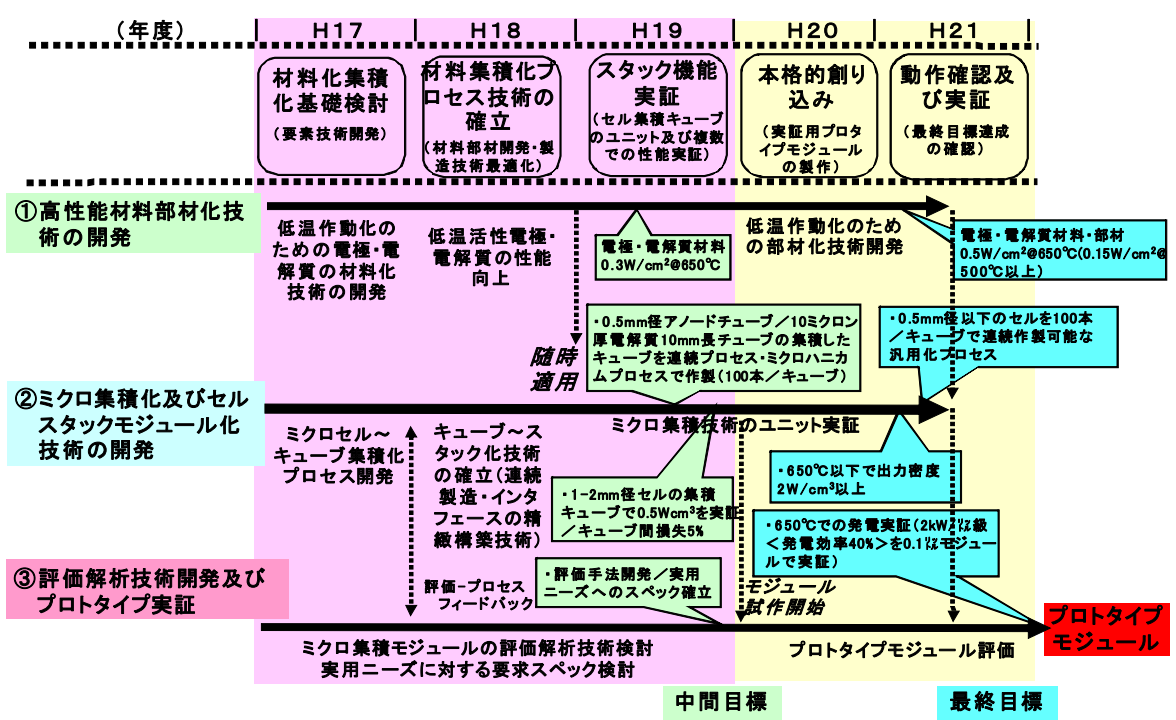 （年度）
Ｈ１７
Ｈ１８
Ｈ１９
Ｈ２０
Ｈ２１
材料化集積
化基礎検討
（要素技術開発）
材料集積化プ
ロセス技術の
確立
（材料部材開発・製
造技術最適化）
スタック機能
実証
（セル集積キューブ
のユニット及び複数
での性能実証）
本格的創り
込み
（実証用プロタ
イプモジュール
の製作）
動作確認及
び実証
（最終目標達成
の確認）
①高性能材料部材化技
術の開発
低温作動化の
ための電極・電
解質の材料化
技術の開発
低温活性電極・
電解質の性能
向上
電極・電解質材料
0.3W/cm²@650℃
低温作動化のため
の部材化技術開発
電極・電解質材料・部材
0.5W/cm²@650℃(0.15W/cm²@
500℃以上)
随時
適用
・0.5mm径アノードチューブ／10ミクロン
厚電解質10mm長チューブの集積した
キューブを連続プロセス・ミクロハニカ
ムプロセスで作製（100本／キューブ）
・0.5mm径以下のセルを100本
／キューブで連続作製可能な
汎用化プロセス
②ミクロ集積化及びセル
スタックモジュール化
技術の開発
ミクロ集積技術のユニット実証
ミクロセル～
キューブ集積化
プロセス開発
キューブ～ス
タック化技術
の確立（連続
製造・インタ
フェースの精
緻構築技術）
・1-2mm径セルの集積
キューブで0.5Wcm³を実証
／キューブ間損失5%
・650℃以下で出力密度
2W/cm³以上
・650℃での発電実証（2kW/㍑級
＜発電効率40%＞を0.1㍑モジュー
ルで実証）
③評価解析技術開発及び
プロトタイプ実証
評価-プロセス
フィードバック
・評価手法開発／実用
ニーズへのスペック確立
モジュール
試作開始
プロトタイプ
モジュール
ミクロ集積モジュールの評価解析技術検討
実用ニーズに対する要求スペック検討
プロトタイプモジュール評価
中間目標
最終目標